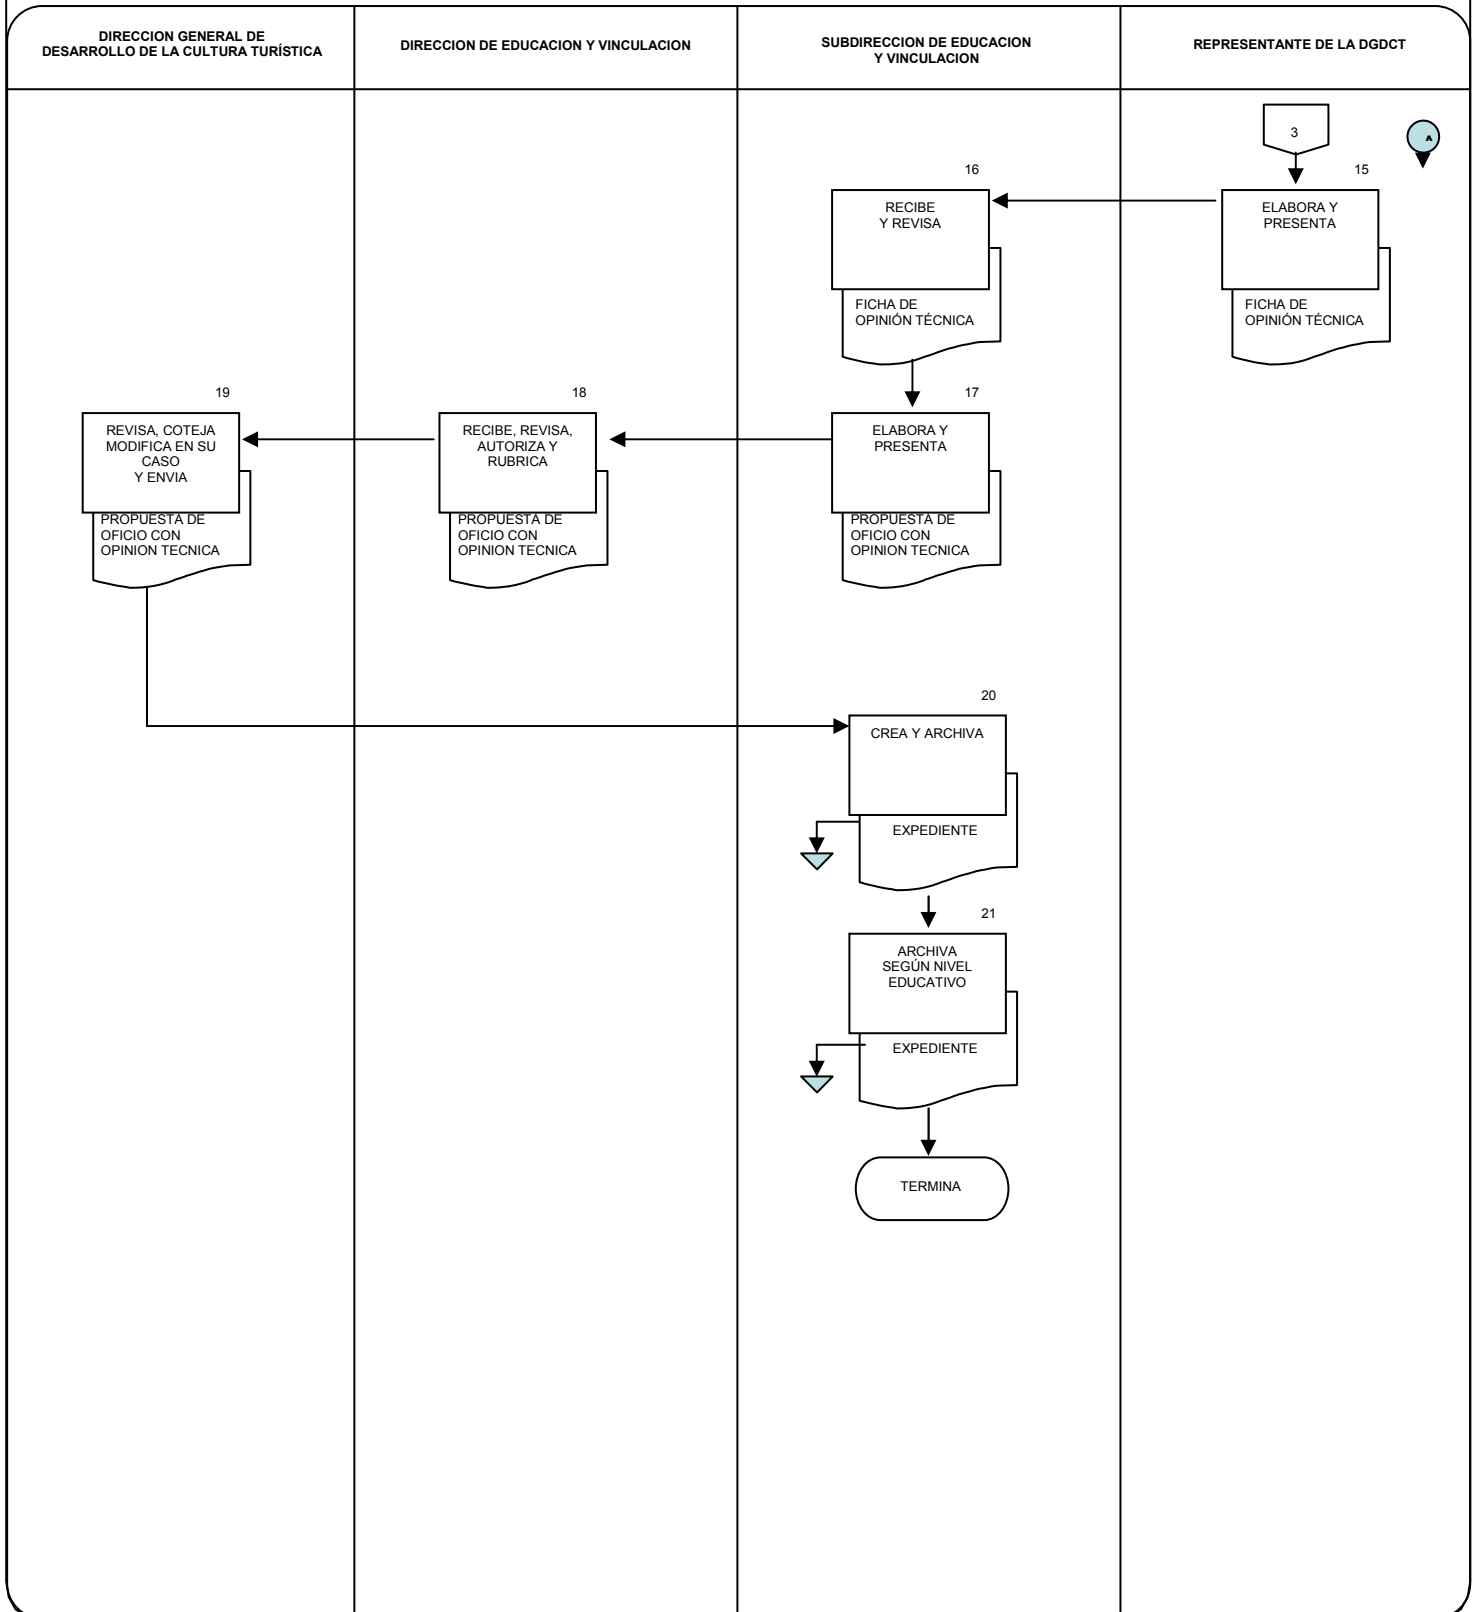 DIRECCION GENERAL DE
DESARROLLO DE LA CULTURA TURÍSTICA
DIRECCION DE EDUCACION Y VINCULACION
SUBDIRECCION DE EDUCACION
Y VINCULACION
REPRESENTANTE DE LA DGDCT
3
A
15
ELABORA Y
PRESENTA
FICHA DE
OPINIÓN TÉCNICA
16
RECIBE
Y REVISA
FICHA DE
OPINIÓN TÉCNICA
17
ELABORA Y
PRESENTA
PROPUESTA DE
OFICIO CON
OPINION TECNICA
18
RECIBE, REVISA,
AUTORIZA Y
RUBRICA
PROPUESTA DE
OFICIO CON
OPINION TECNICA
19
REVISA, COTEJA
MODIFICA EN SU
CASO
Y ENVIA
PROPUESTA DE
OFICIO CON
OPINION TECNICA
20
CREA Y ARCHIVA
EXPEDIENTE
21
ARCHIVA
SEGÚN NIVEL
EDUCATIVO
EXPEDIENTE
TERMINA